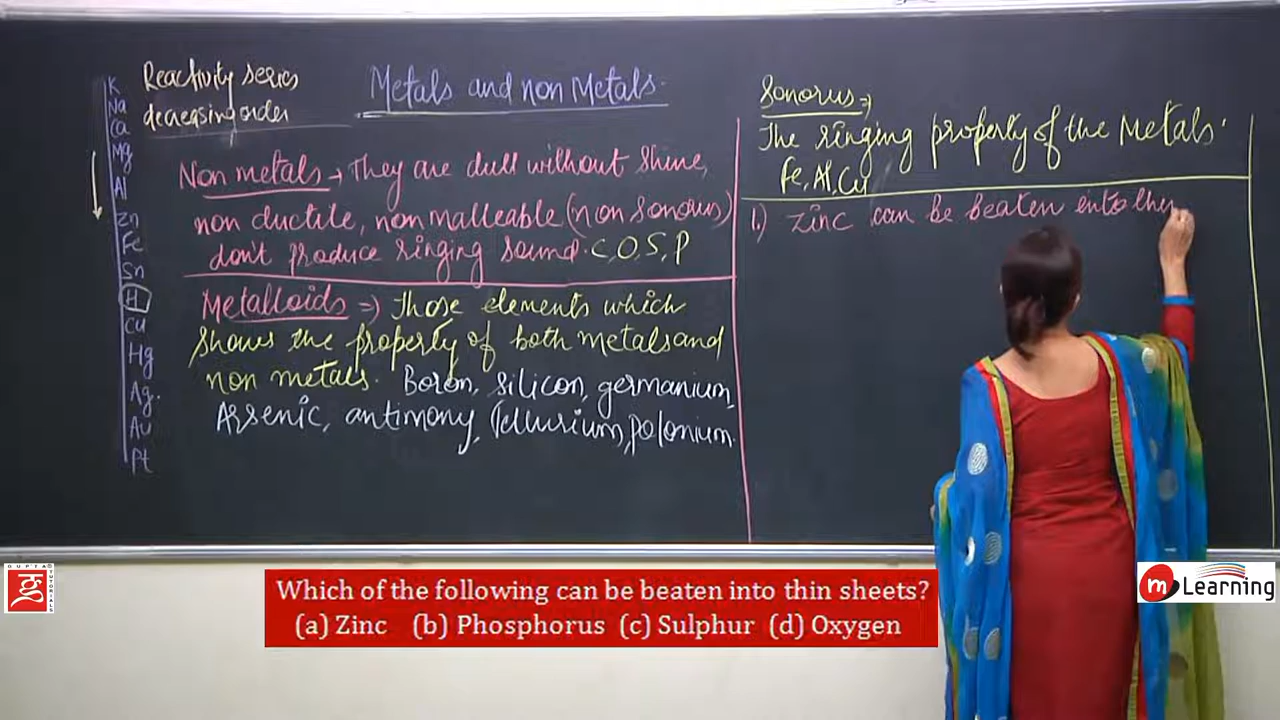 K
Na
Ca
Mg
Al
Zn
Fe
Sn
H
Cu
Hg
Ag.
Au
Pt
Reactivity series
decreasing order
Metals and non Metals.
Non metals → They are dull without shine,
non ductile, non malleable (non sonorus)
don't produce ringing sound. C, O, S, P
Metalloids => Those elements which
shows the property of both metals and
non metals. Boron, silicon, germanium,
Arsenic, antimony, Tellurium, polonium.
Sonorus =>
The ringing property of the Metals.
Fe, Al, Cu
1.) Zinc can be beaten into thin
GUPTA TUTORIALS
Which of the following can be beaten into thin sheets?
(a) Zinc (b) Phosphorus (c) Sulphur (d) Oxygen
m Learning